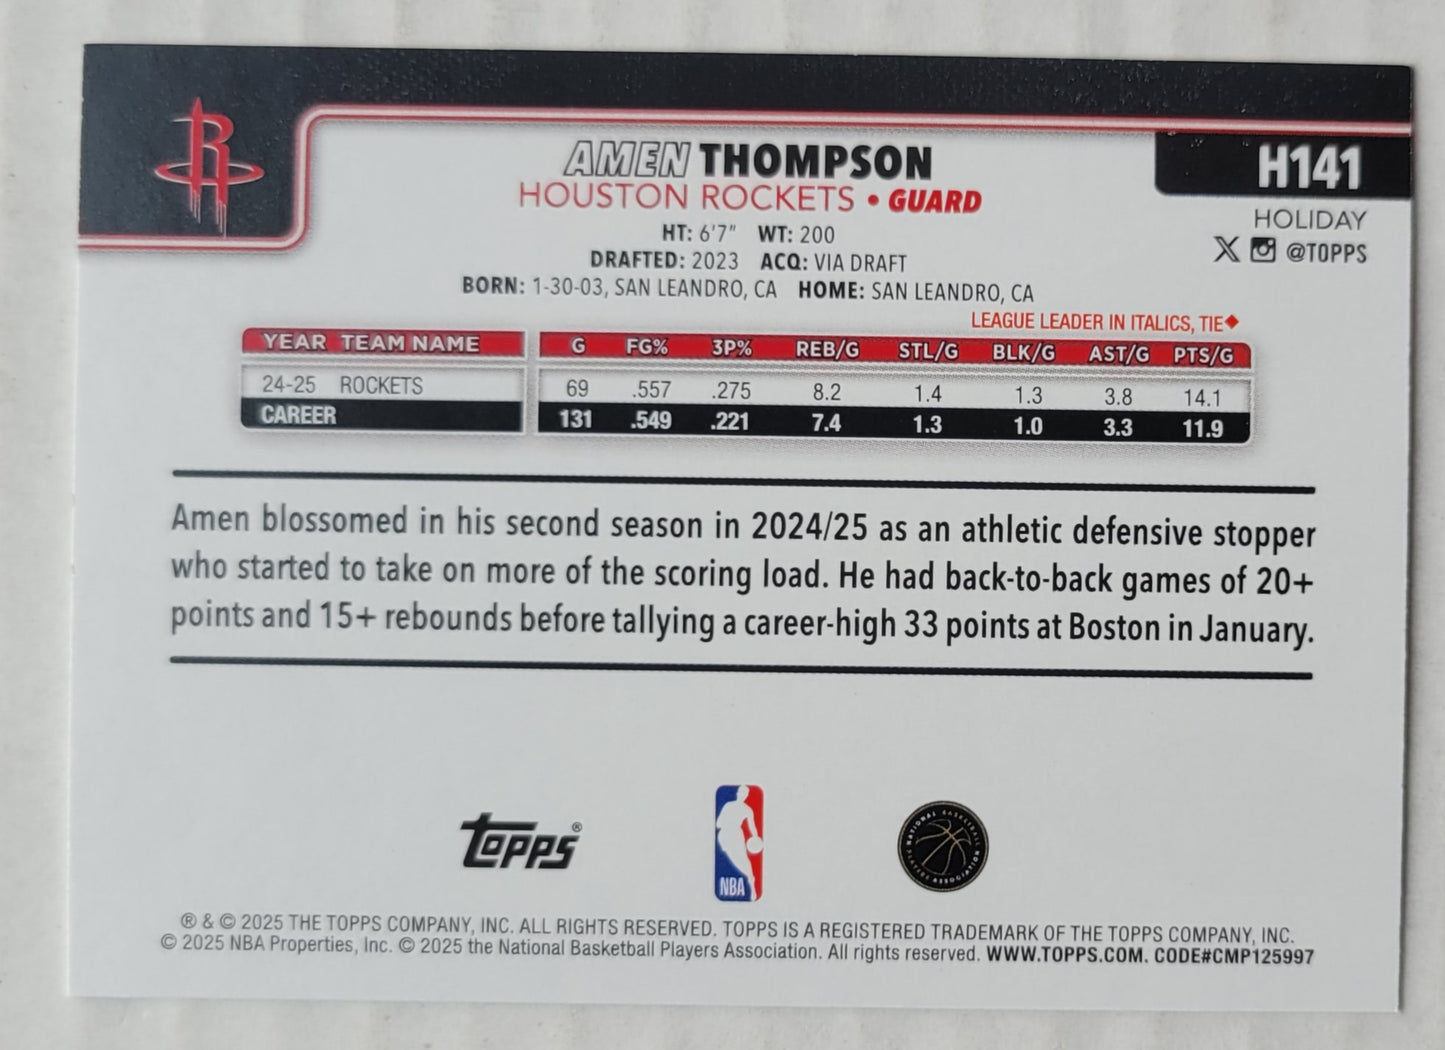 H141
AMEN THOMPSON
HOUSTON ROCKETS • GUARD
HOLIDAY
HT: 6'7" WT: 200
@TOPPS
DRAFTED: 2023 ACQ: VIA DRAFT
BORN: 1-30-03, SAN LEANDRO, CA HOME: SAN LEANDRO, CA
LEAGUE LEADER IN ITALICS, TIE◆
YEAR TEAM NAME G FG% 3P% REB/G STL/G BLK/G AST/G PTS/G
24-25 ROCKETS 69 .557 .275 8.2 1.4 1.3 3.8 14.1
CAREER 131 .549 .221 7.4 1.3 1.0 3.3 11.9
Amen blossomed in his second season in 2024/25 as an athletic defensive stopper
who started to take on more of the scoring load. He had back-to-back games of 20+
points and 15+ rebounds before tallying a career-high 33 points at Boston in January.
TOPPS®
NBA
NATIONAL BASKETBALL PLAYERS ASSOCIATION
® & © 2025 THE TOPPS COMPANY, INC. ALL RIGHTS RESERVED. TOPPS IS A REGISTERED TRADEMARK OF THE TOPPS COMPANY, INC.
© 2025 NBA Properties, Inc. © 2025 the National Basketball Players Association. All rights reserved. WWW.TOPPS.COM. CODE#CMP125997